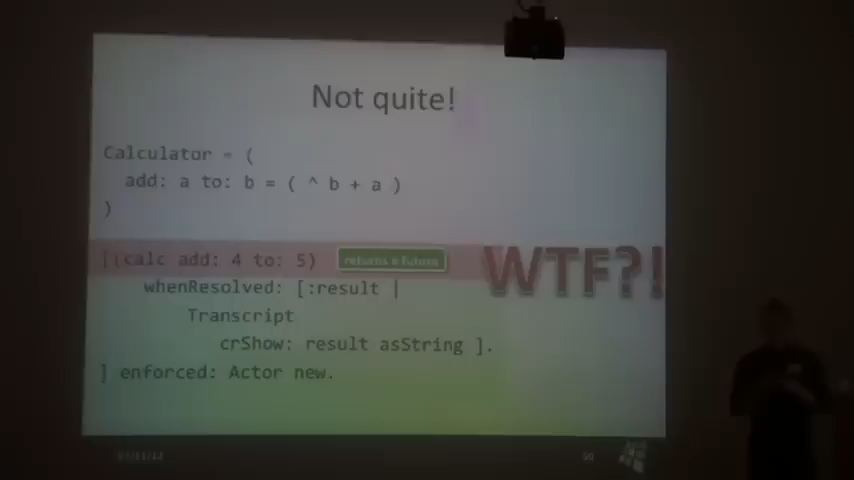 Not quite!
Calculator = (
add: a to: b = ( ^ b + a )
)
[(calc add: 4 to: 5) returns a future WTF?!
whenResolved: [:result |
Transcript
crShow: result asString ].
] enforced: Actor new.